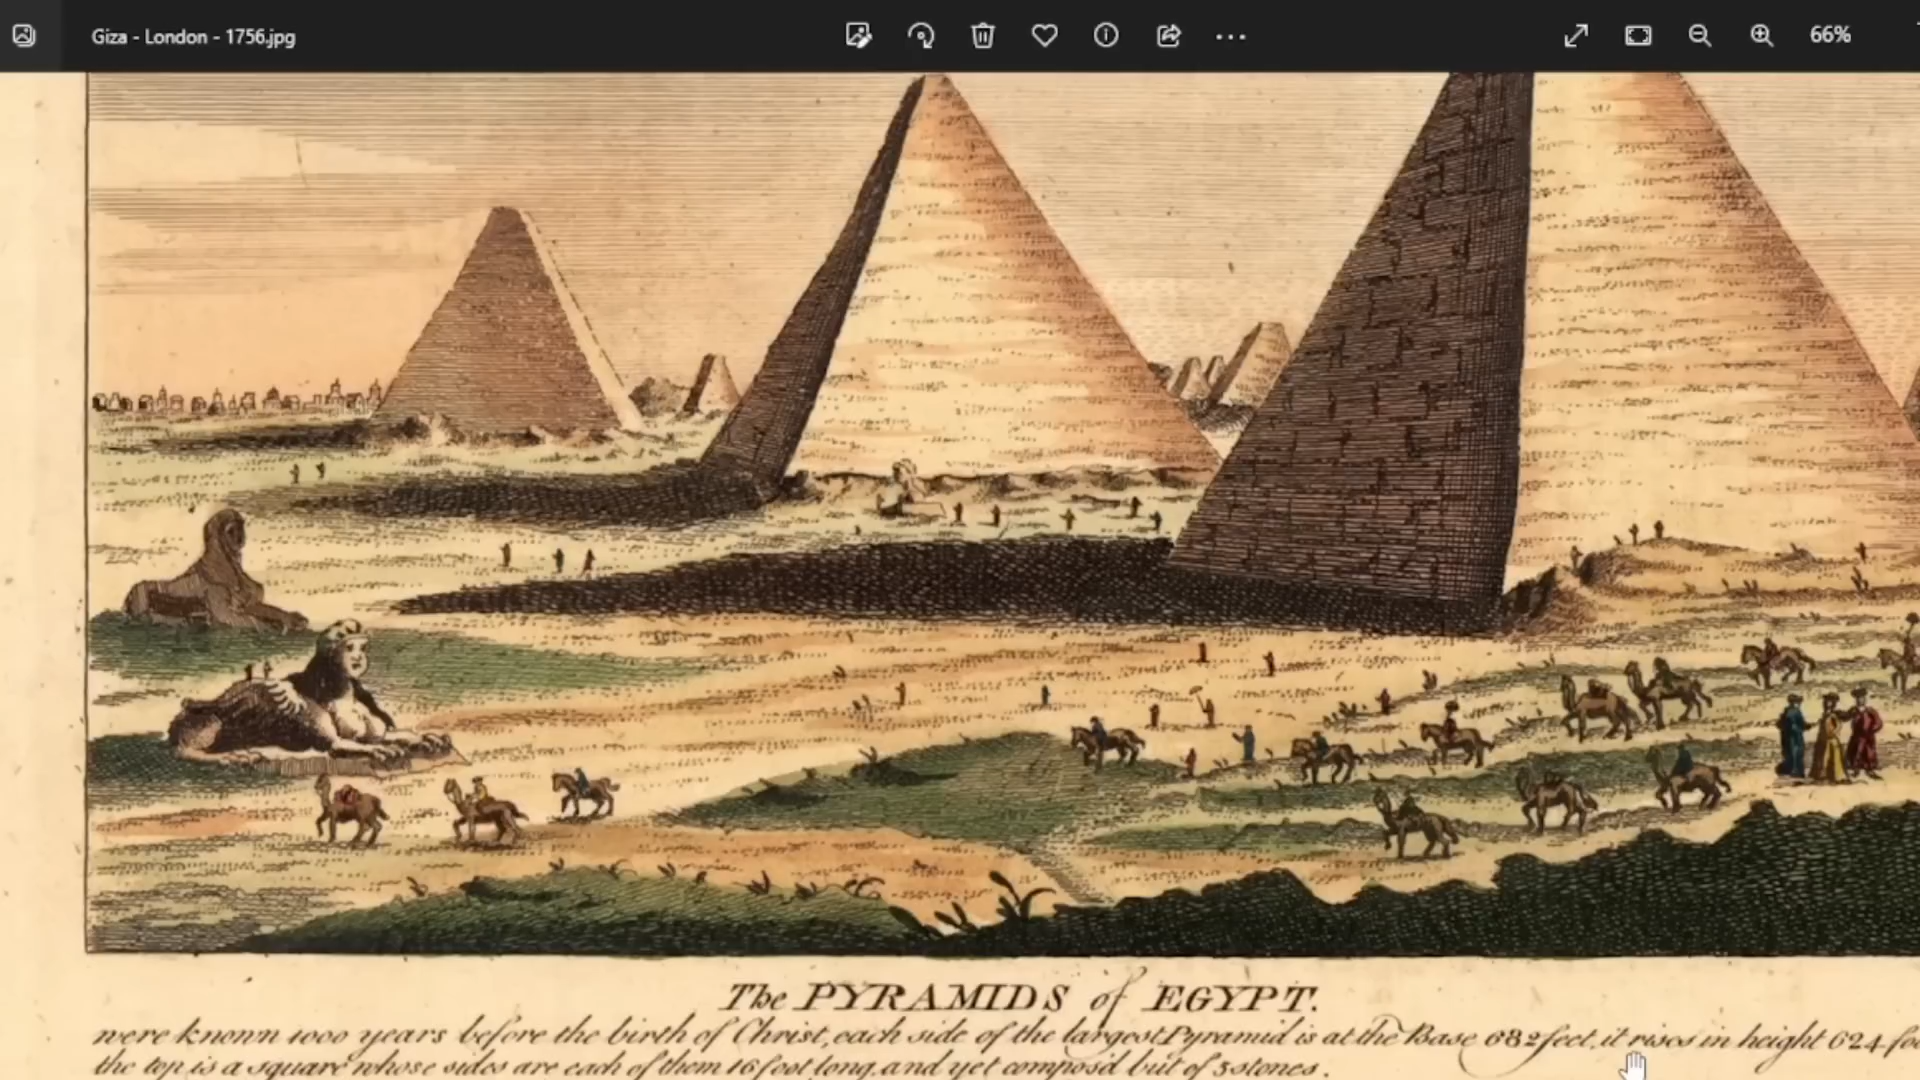 Giza - London - 1756.jpg
66%
The PYRAMIDS of EGYPT.
were known 1000 years before the birth of Christ, each side of the largest Pyramid is at the Base 682 feet, it rises in height 624
the top is a square whose sides are each of them 16 foot long, and yet compos'd but of 3 stones.